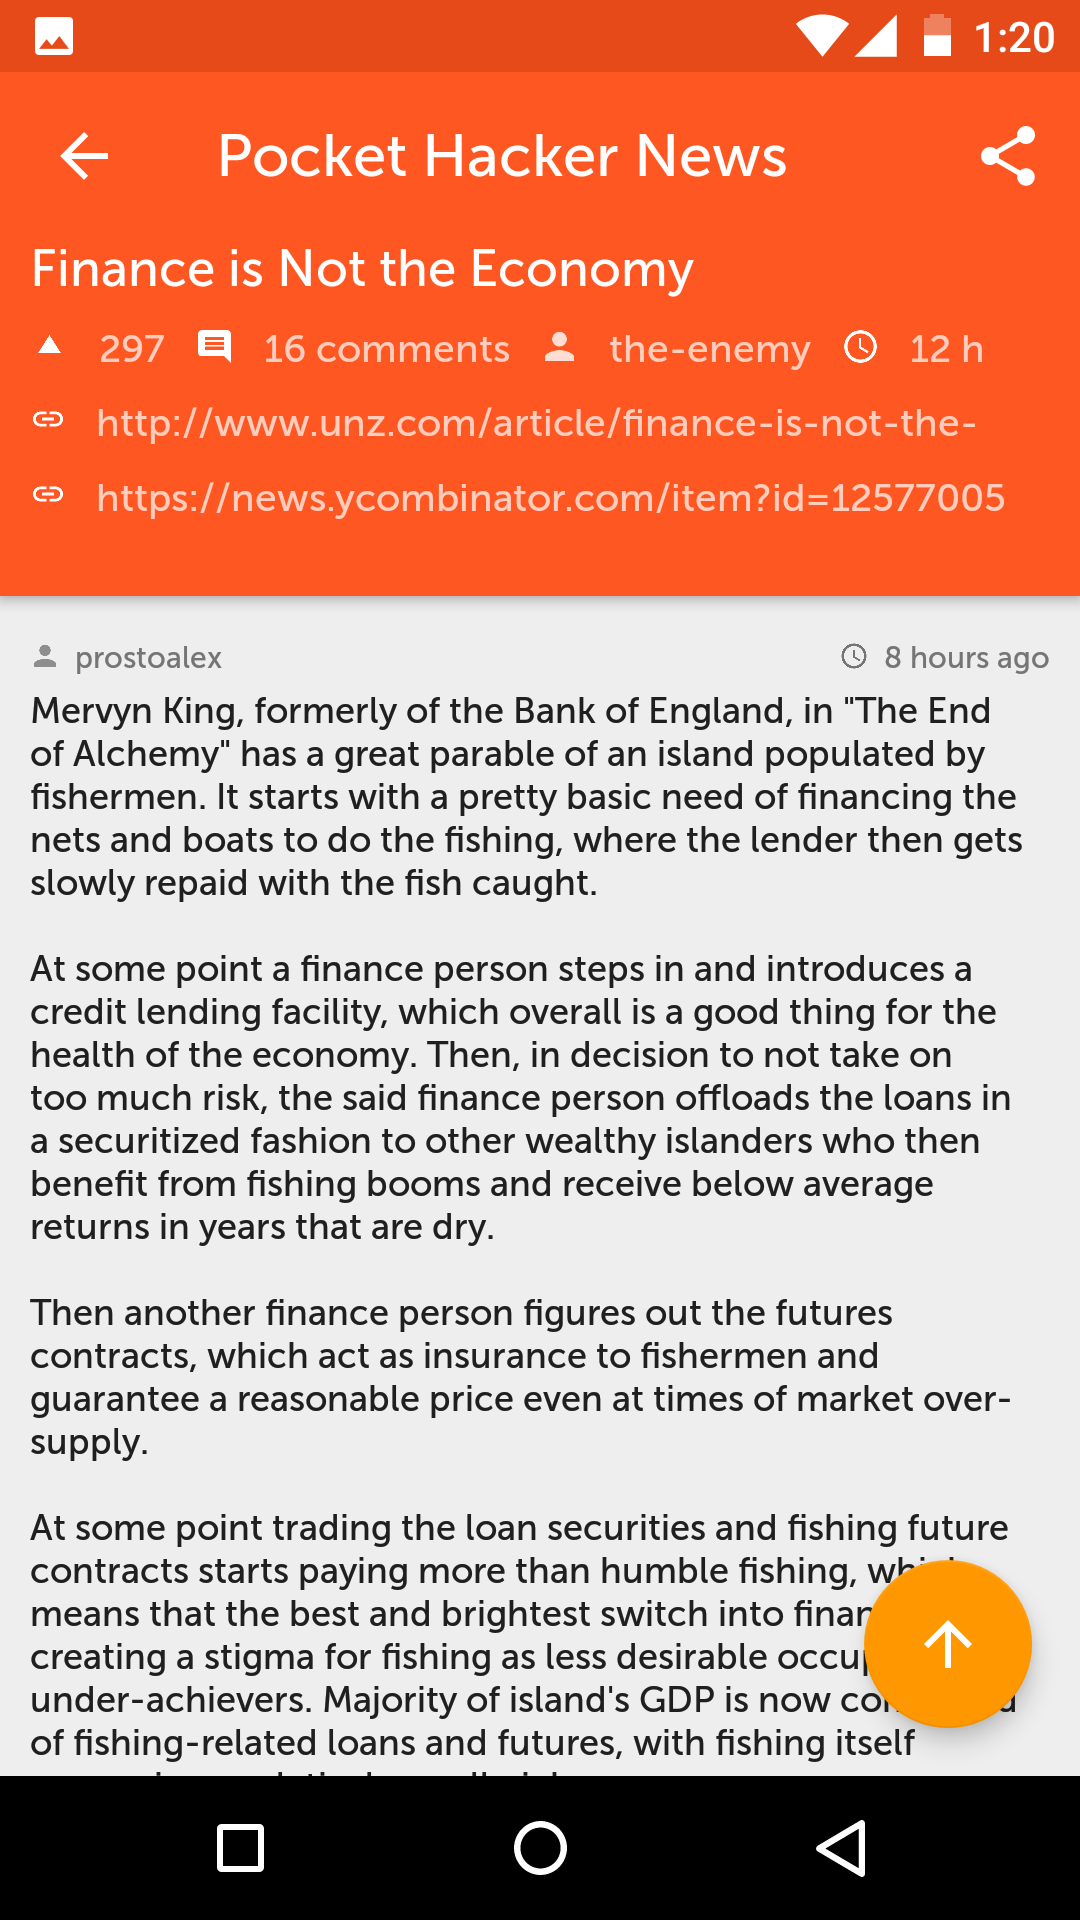 1:20
Pocket Hacker News
Finance is Not the Economy
297 16 comments the-enemy 12 h
http://www.unz.com/article/finance-is-not-the-
https://news.ycombinator.com/item?id=12577005
prostoalex 8 hours ago
Mervyn King, formerly of the Bank of England, in "The End
of Alchemy" has a great parable of an island populated by
fishermen. It starts with a pretty basic need of financing the
nets and boats to do the fishing, where the lender then gets
slowly repaid with the fish caught.
At some point a finance person steps in and introduces a
credit lending facility, which overall is a good thing for the
health of the economy. Then, in decision to not take on
too much risk, the said finance person offloads the loans in
a securitized fashion to other wealthy islanders who then
benefit from fishing booms and receive below average
returns in years that are dry.
Then another finance person figures out the futures
contracts, which act as insurance to fishermen and
guarantee a reasonable price even at times of market over-
supply.
At some point trading the loan securities and fishing future
contracts starts paying more than humble fishing,
means that the best and brightest switch into
creating a stigma for fishing as less desirable
under-achievers. Majority of island's GDP is now
of fishing-related loans and futures, with fishing itself